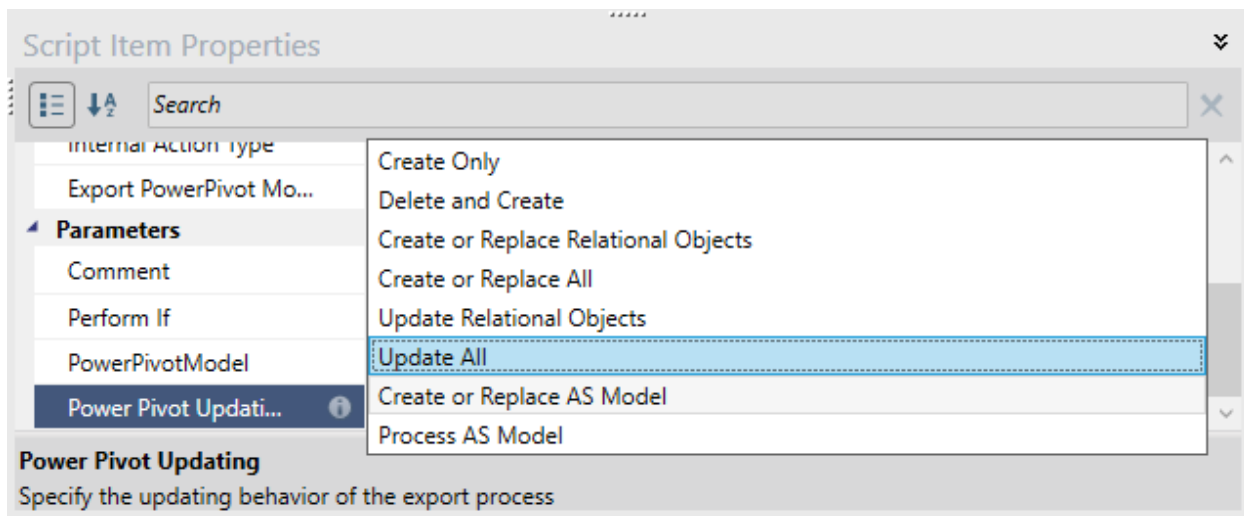 Script Item Properties
Search
Internal Action Type
Export PowerPivot Mo...
Parameters
Comment
Perform If
PowerPivotModel
Power Pivot Updati...
Create Only
Delete and Create
Create or Replace Relational Objects
Create or Replace All
Update Relational Objects
Update All
Create or Replace AS Model
Process AS Model
Power Pivot Updating
Specify the updating behavior of the export process